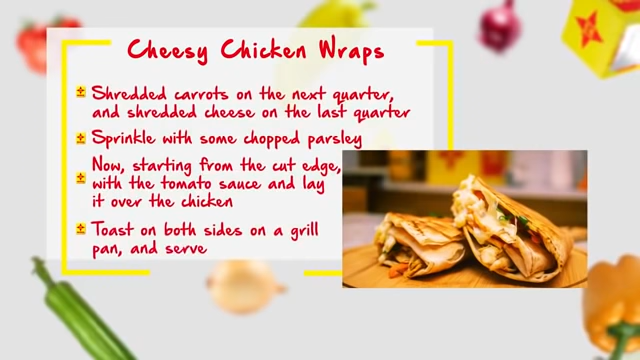 Cheesy Chicken Wraps
Shredded carrots on the next quarter,
and shredded cheese on the last quarter
Sprinkle with some chopped parsley
Now, starting from the cut edge,
with the tomato sauce and lay
it over the chicken
Toast on both sides on a grill
pan, and serve